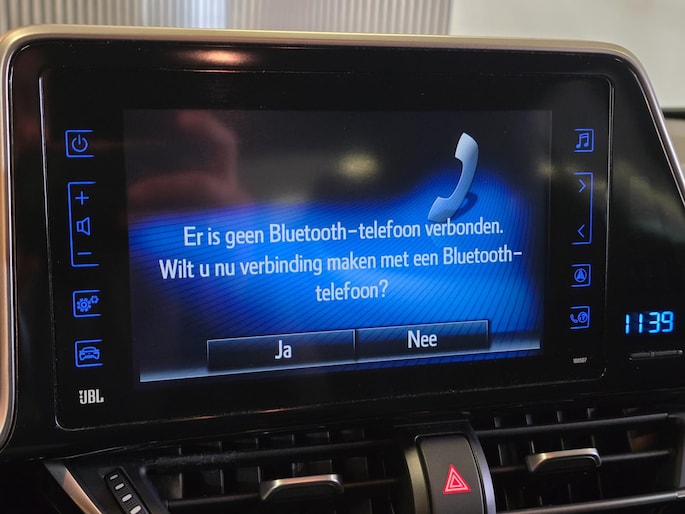 Er is geen Bluetooth-telefoon verbonden.
Wilt u nu verbinding maken met een Bluetooth-
telefoon?
Ja
Nee
11:39
JBL